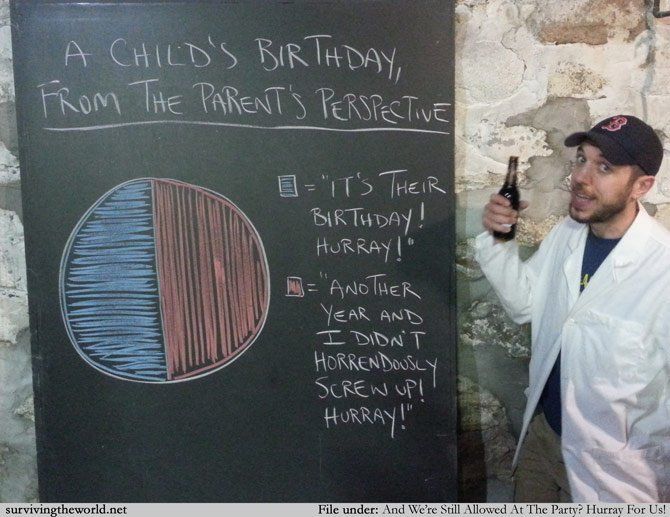 A CHILD'S BIRTHDAY,
FROM THE PARENT'S PERSPECTIVE
= "IT'S THEIR
BIRTHDAY!
HURRAY!"
= "ANOTHER
YEAR AND
I DIDN'T
HORRENDOUSLY
SCREW UP!
HURRAY!"
B
survivingtheworld.net
File under: And We're Still Allowed At The Party? Hurray For Us!